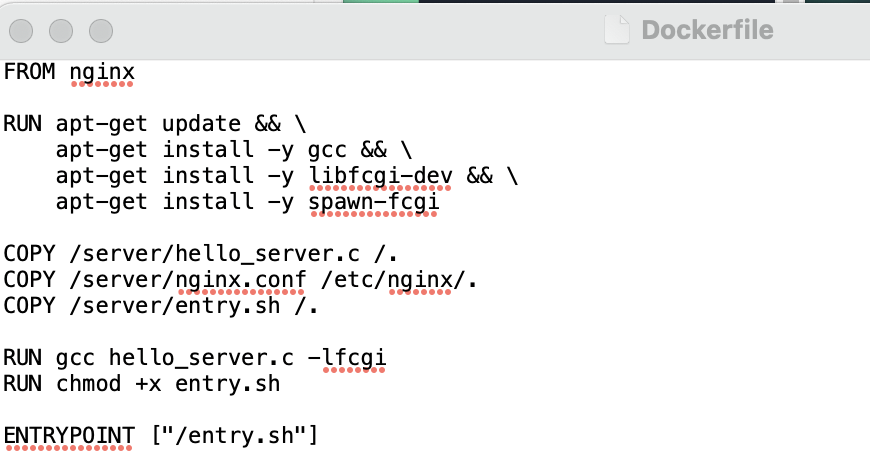 Dockerfile
FROM nginx
RUN apt-get update && \
    apt-get install -y gcc && \
    apt-get install -y libfcgi-dev && \
    apt-get install -y spawn-fcgi
COPY /server/hello_server.c /.
COPY /server/nginx.conf /etc/nginx/.
COPY /server/entry.sh /.
RUN gcc hello_server.c -lfcgi
RUN chmod +x entry.sh
ENTRYPOINT ["/entry.sh"]